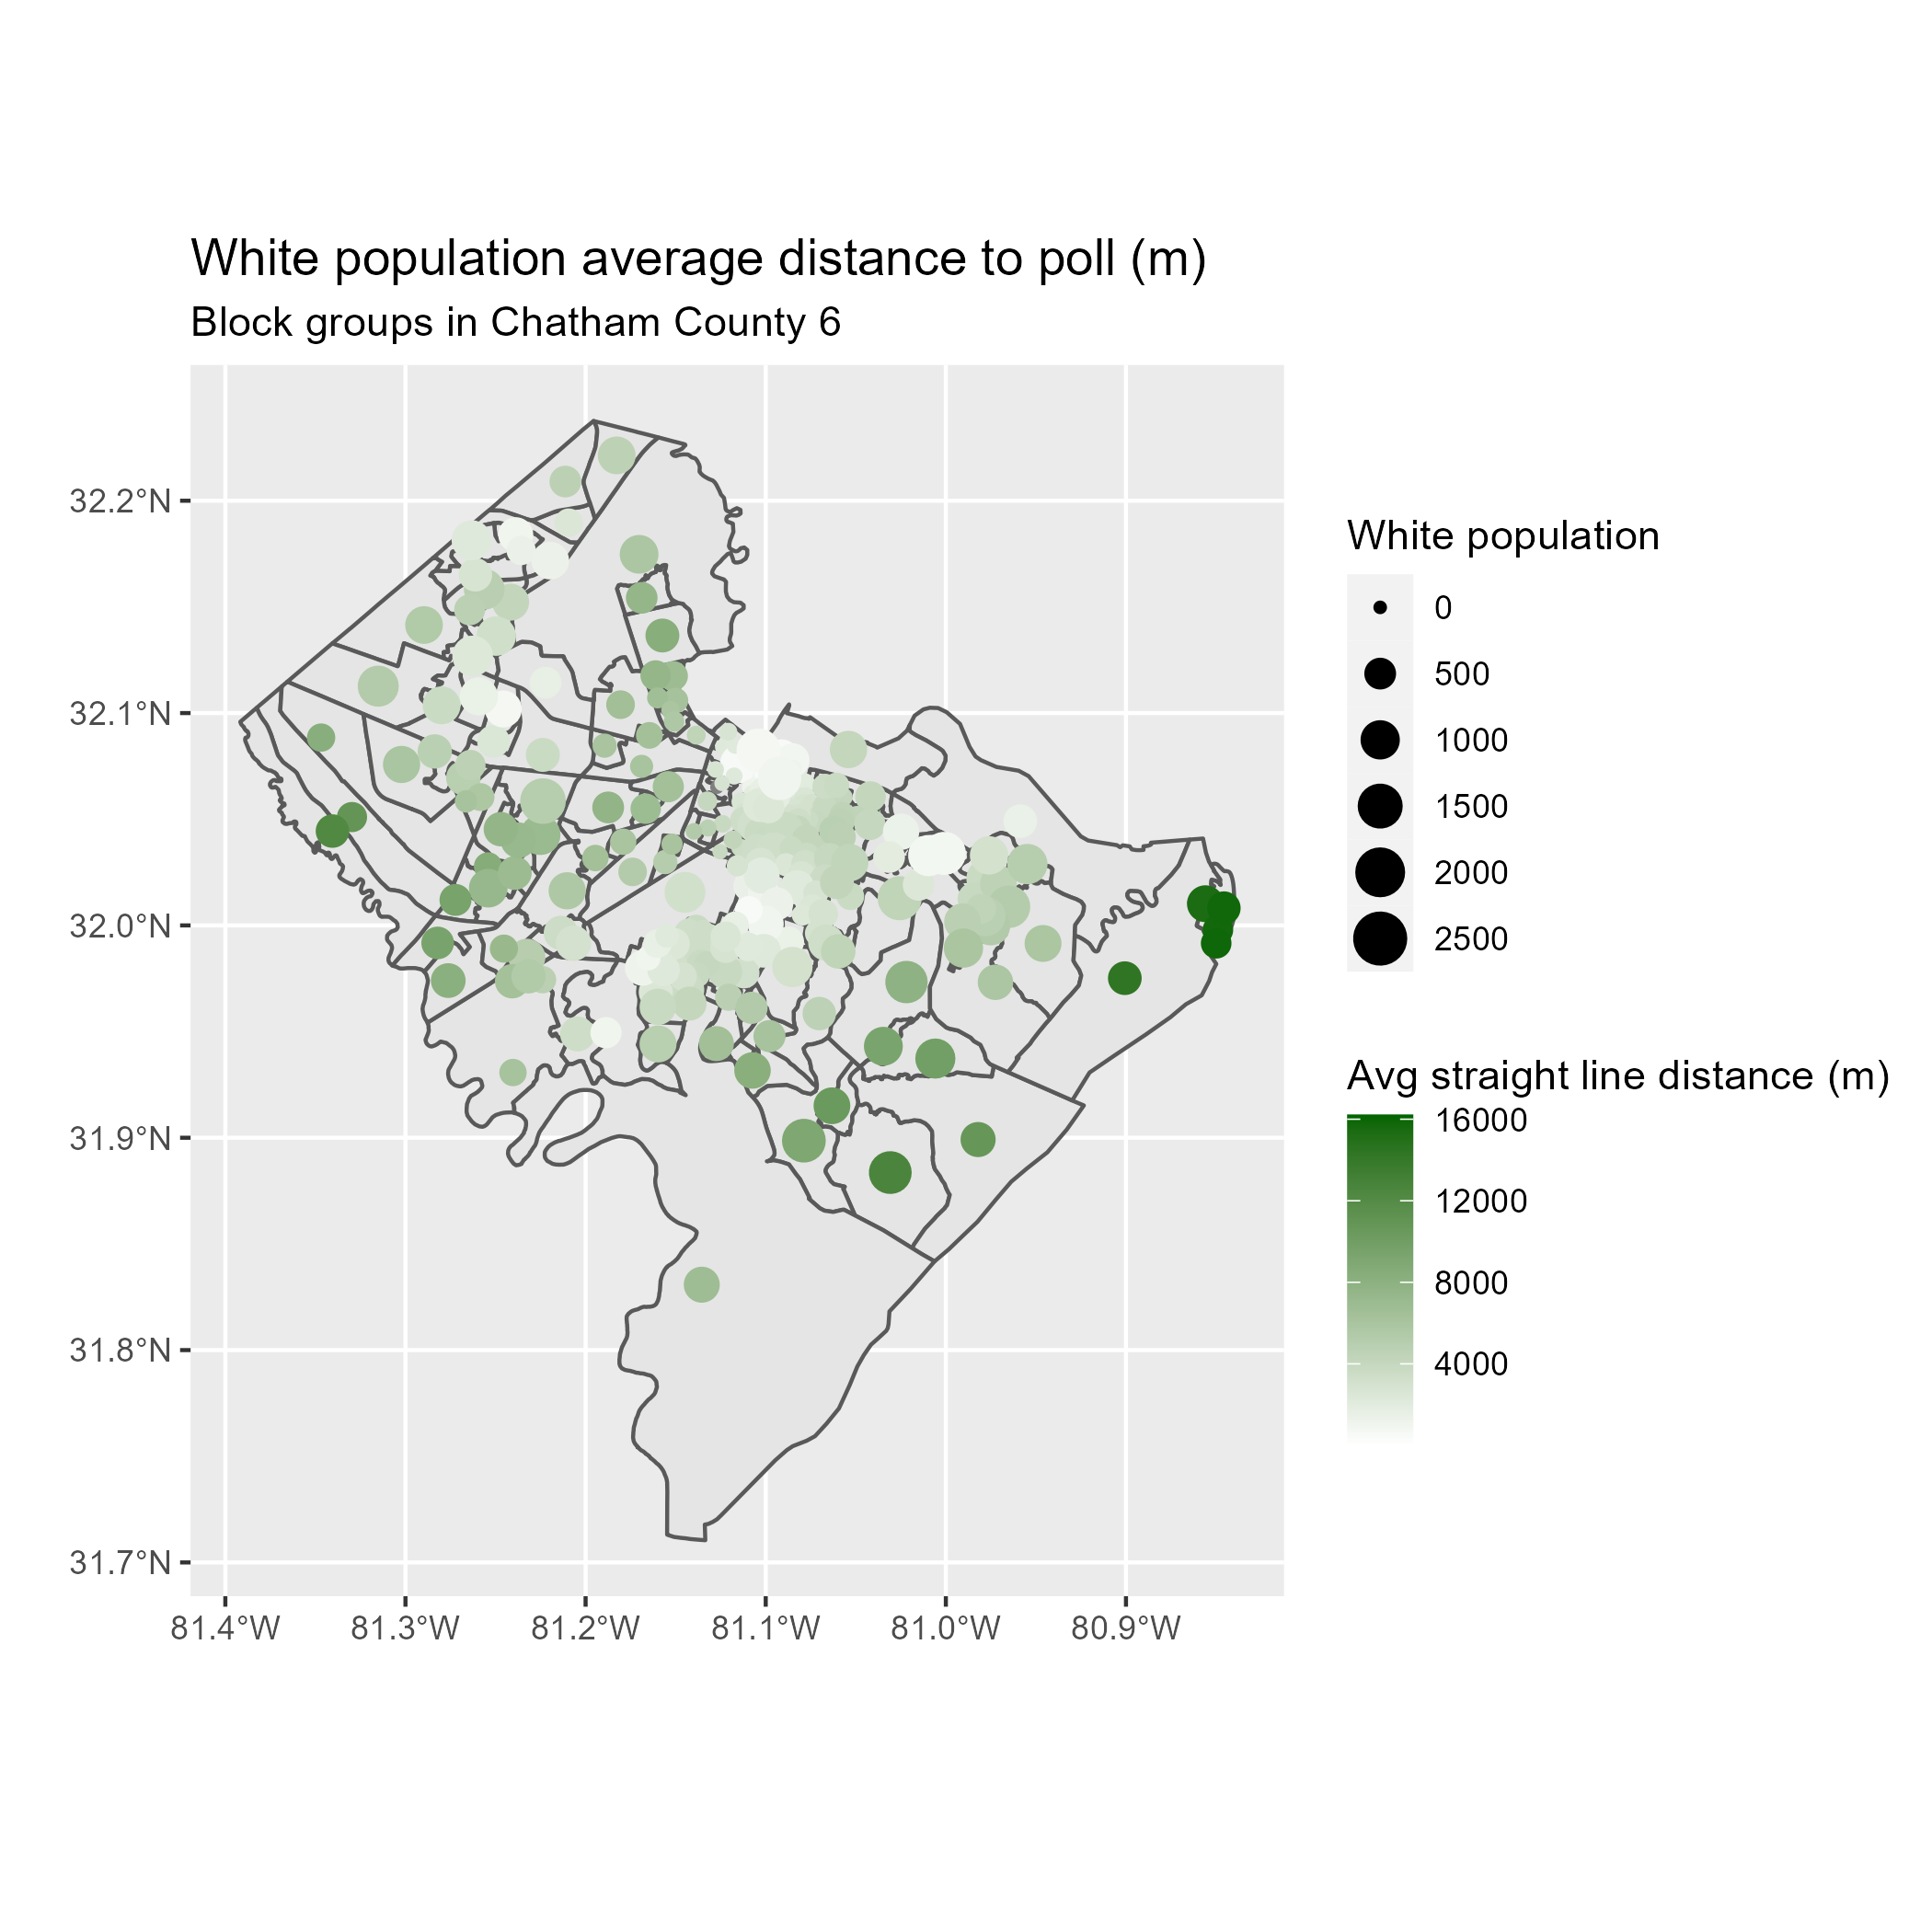 White population average distance to poll (m)
Block groups in Chatham County 6
32.2°N
32.1°N
32.0°N
31.9°N
31.8°N
31.7°N
81.4°W
81.3°W
81.2°W
81.1°W
81.0°W
80.9°W
White population
0
500
1000
1500
2000
2500
Avg straight line distance (m)
16000
12000
8000
4000